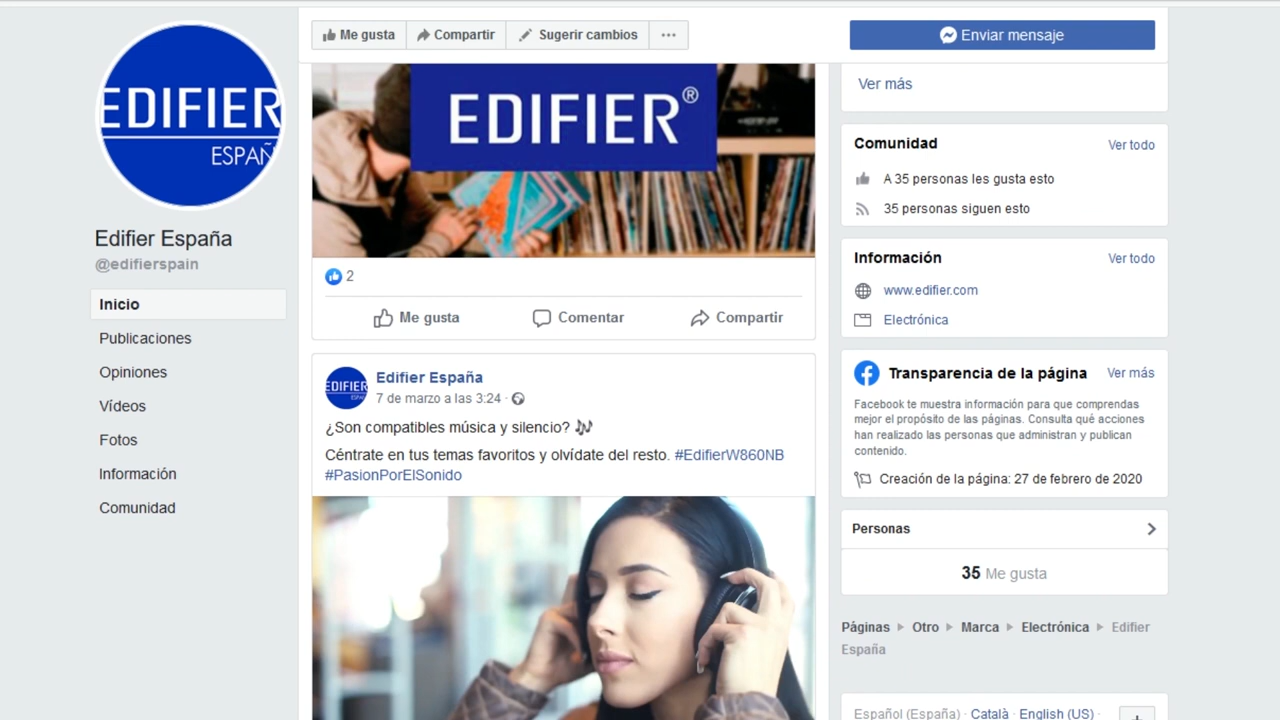 EDIFIER
ESPAÑ
Edifier España
@edifierspain
Inicio
Publicaciones
Opiniones
Vídeos
Fotos
Información
Comunidad
Me gusta
Compartir
Sugerir cambios
...
EDIFIER®
2
Me gusta
Comentar
Compartir
EDIFIER
Edifier España
7 de marzo a las 3:24 ·
¿Son compatibles música y silencio? 🎶
Céntrate en tus temas favoritos y olvídate del resto. #EdifierW860NB
#PasionPorElSonido
Enviar mensaje
Ver más
Comunidad Ver todo
A 35 personas les gusta esto
35 personas siguen esto
Información Ver todo
www.edifier.com
Electrónica
Transparencia de la página Ver más
Facebook te muestra información para que comprendas
mejor el propósito de las páginas. Consulta qué acciones
han realizado las personas que administran y publican
contenido.
Creación de la página: 27 de febrero de 2020
Personas
35 Me gusta
Páginas ▸ Otro ▸ Marca ▸ Electrónica ▸ Edifier
España
Español (España) · Català · English (US) ·
+